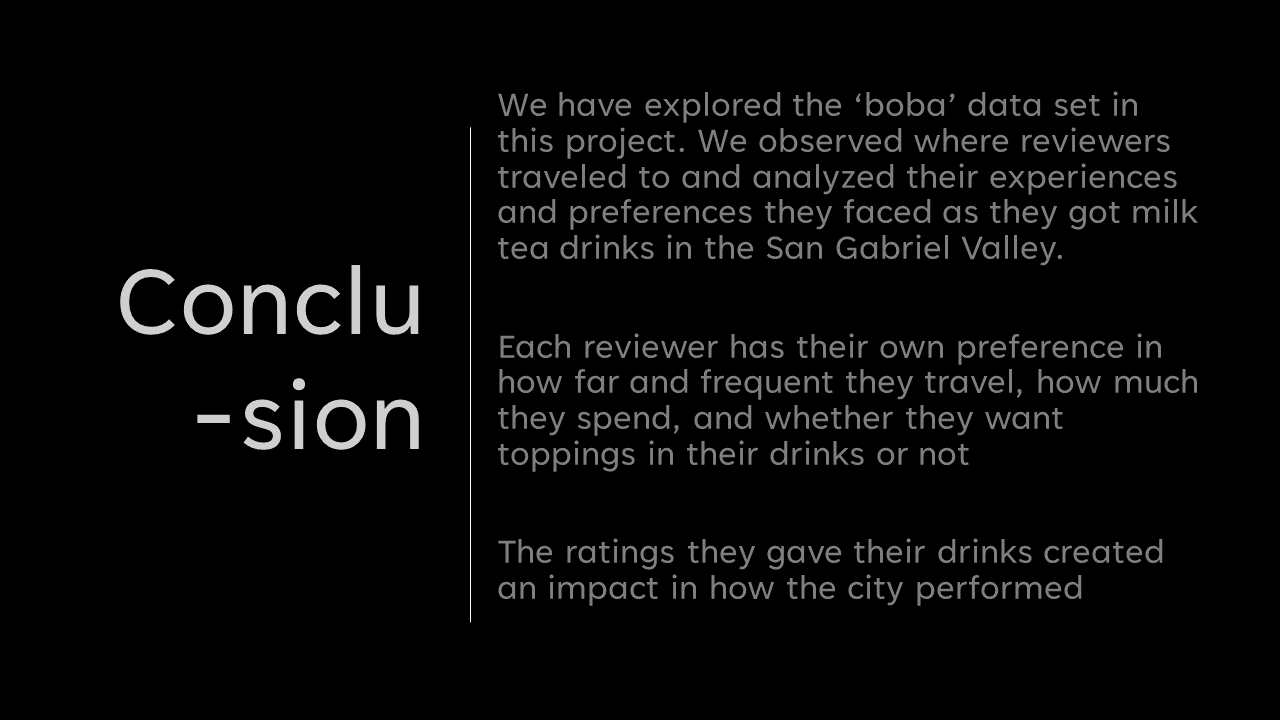 Conclu
-sion
We have explored the ‘boba’ data set in
this project. We observed where reviewers
traveled to and analyzed their experiences
and preferences they faced as they got milk
tea drinks in the San Gabriel Valley.
Each reviewer has their own preference in
how far and frequent they travel, how much
they spend, and whether they want
toppings in their drinks or not
The ratings they gave their drinks created
an impact in how the city performed